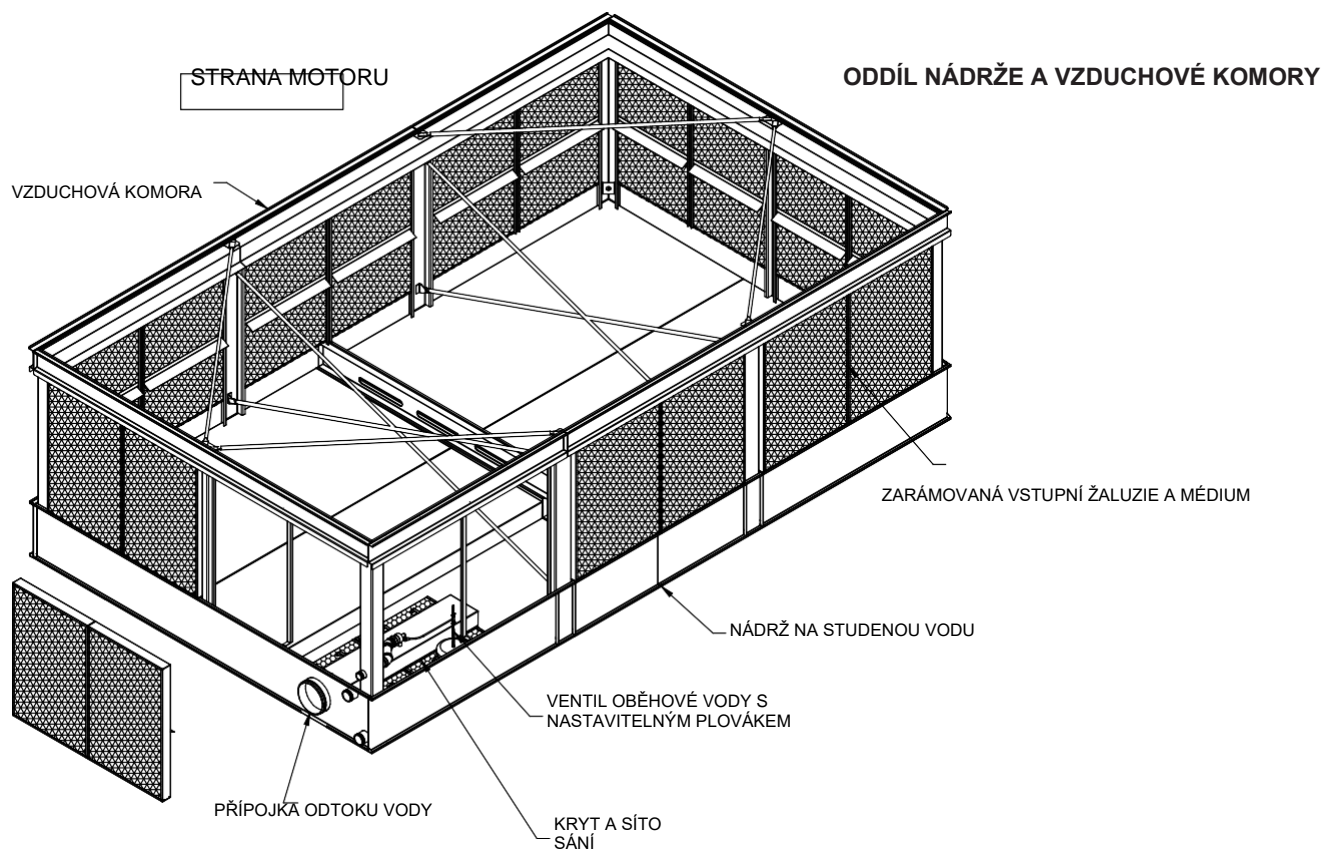 STRANA MOTORU
ODDÍL NÁDRŽE A VZDUCHOVÉ KOMORY
VZDUCHOVÁ KOMORA
ZARÁMOVANÁ VSTUPNÍ ŽALUZIE A MÉDIUM
NÁDRŽ NA STUDENOU VODU
VENTIL OBĚHOVÉ VODY S
NASTAVITELNÝM PLOVÁKEM
PŘÍPOJKA ODTOKU VODY
KRYT A SÍTO
SÁNÍ